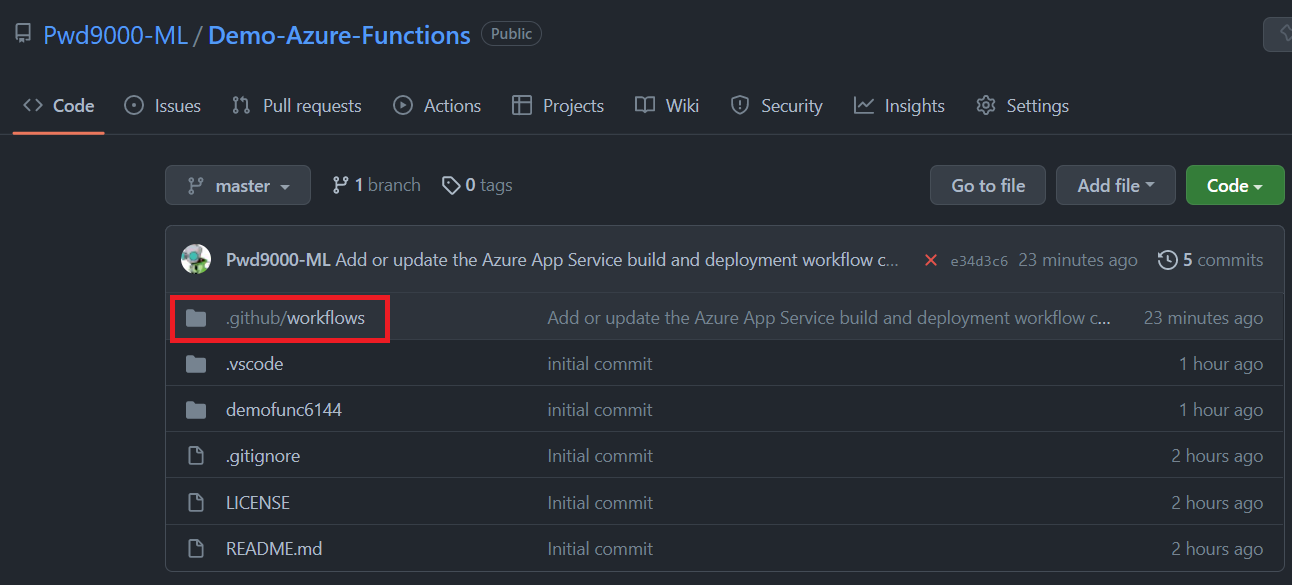 Pwd9000-ML / Demo-Azure-Functions Public
Code Issues Pull requests Actions Projects Wiki Security Insights Settings
master 1 branch 0 tags Go to file Add file Code
Pwd9000-ML Add or update the Azure App Service build and deployment workflow c... e34d3c6 23 minutes ago 5 commits
.github/workflows Add or update the Azure App Service build and deployment workflow c... 23 minutes ago
.vscode initial commit 1 hour ago
demofunc6144 initial commit 1 hour ago
.gitignore Initial commit 2 hours ago
LICENSE Initial commit 2 hours ago
README.md Initial commit 2 hours ago